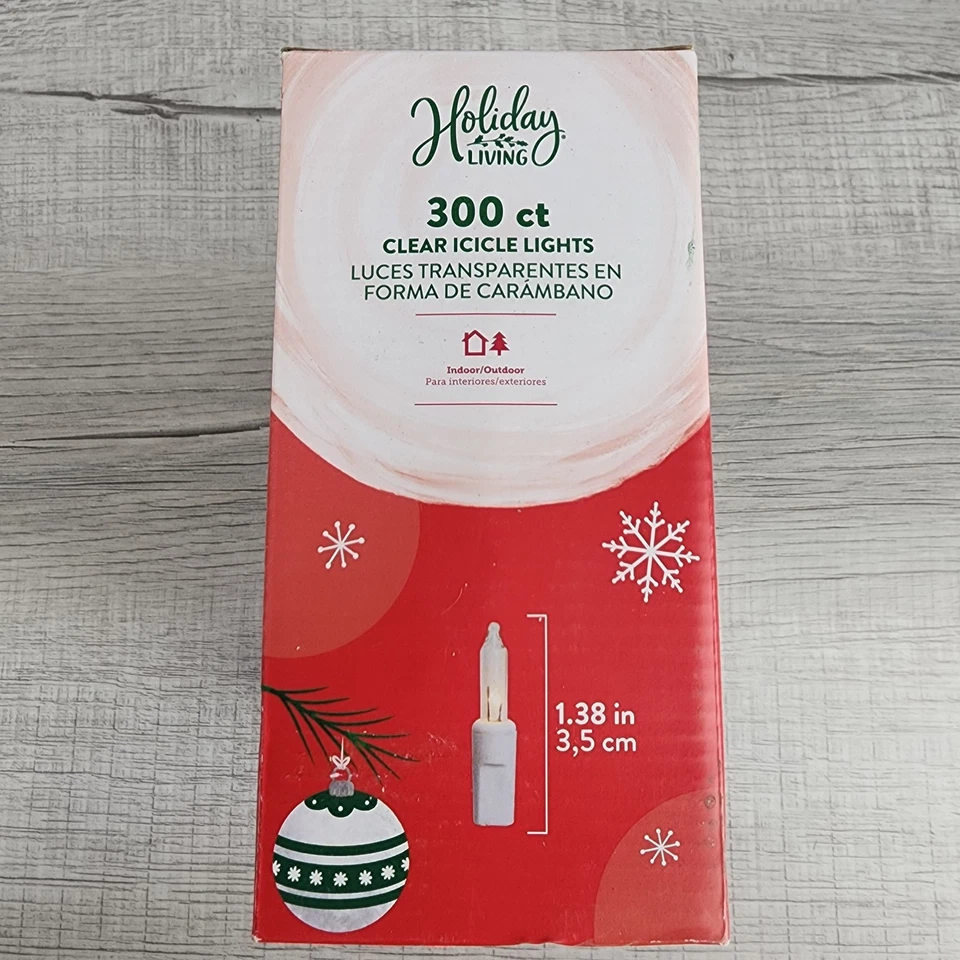 Holiday®
LIVING
300 ct
CLEAR ICICLE LIGHTS
LUCES TRANSPARENTES EN
FORMA DE CARÁMBANO
Indoor/Outdoor
Para interiores/exteriores
1.38 in
3,5 cm